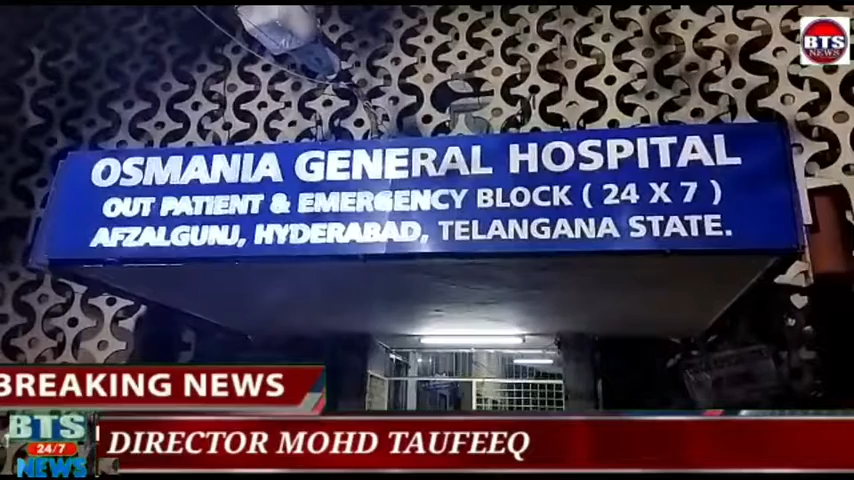 BTS
NEWS
OSMANIA GENERAL HOSPITAL
OUT PATIENT & EMERGENCY BLOCK ( 24 X 7 )
AFZALGUNJ, HYDERABAD, TELANGANA STATE.
BREAKING NEWS
BTS
24/7
NEWS
DIRECTOR MOHD TAUFEEQ